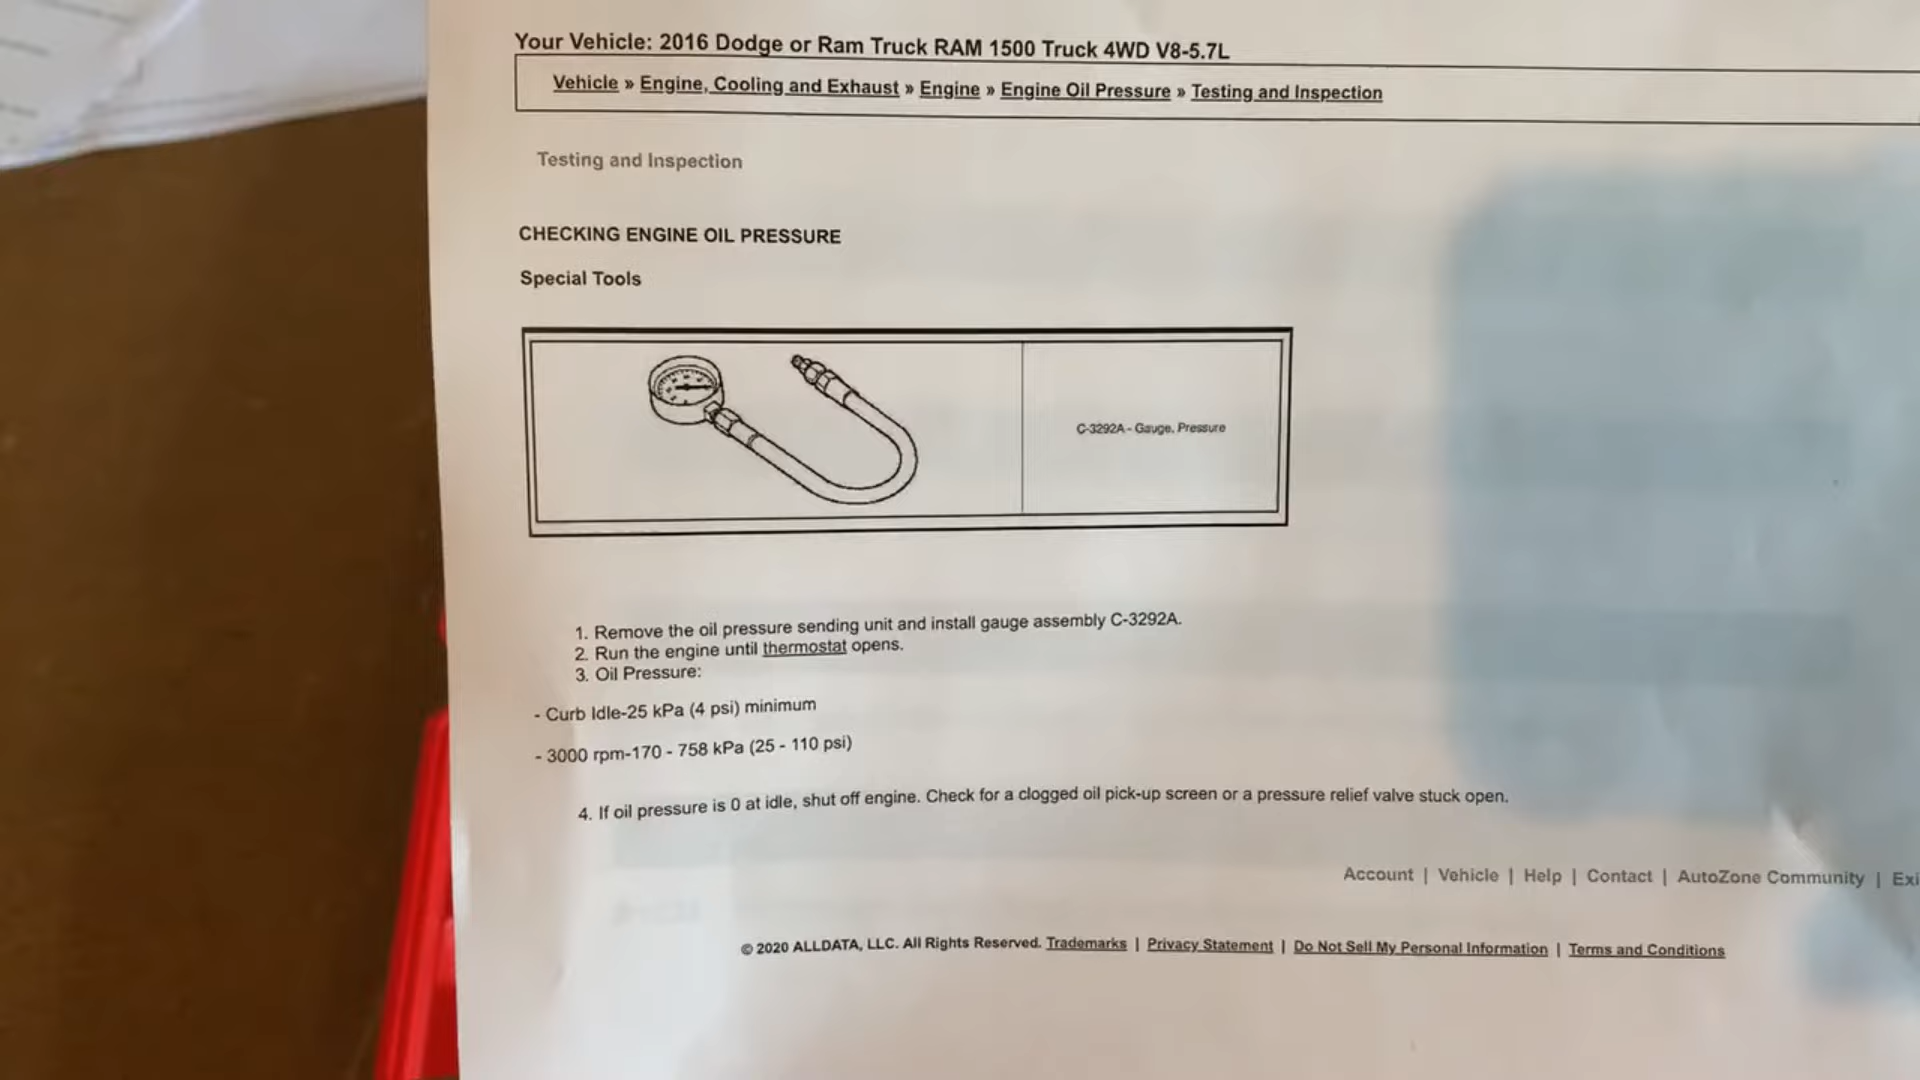 Your Vehicle: 2016 Dodge or Ram Truck RAM 1500 Truck 4WD V8-5.7L
Vehicle » Engine, Cooling and Exhaust » Engine » Engine Oil Pressure » Testing and Inspection
Testing and Inspection
CHECKING ENGINE OIL PRESSURE
Special Tools
C-3292A - Gauge, Pressure
1. Remove the oil pressure sending unit and install gauge assembly C-3292A.
2. Run the engine until thermostat opens.
3. Oil Pressure:
- Curb Idle-25 kPa (4 psi) minimum
- 3000 rpm-170 - 758 kPa (25 - 110 psi)
4. If oil pressure is 0 at idle, shut off engine. Check for a clogged oil pick-up screen or a pressure relief valve stuck open.
Account | Vehicle | Help | Contact | AutoZone Community | Exi
© 2020 ALLDATA, LLC. All Rights Reserved. Trademarks | Privacy Statement | Do Not Sell My Personal Information | Terms and Conditions